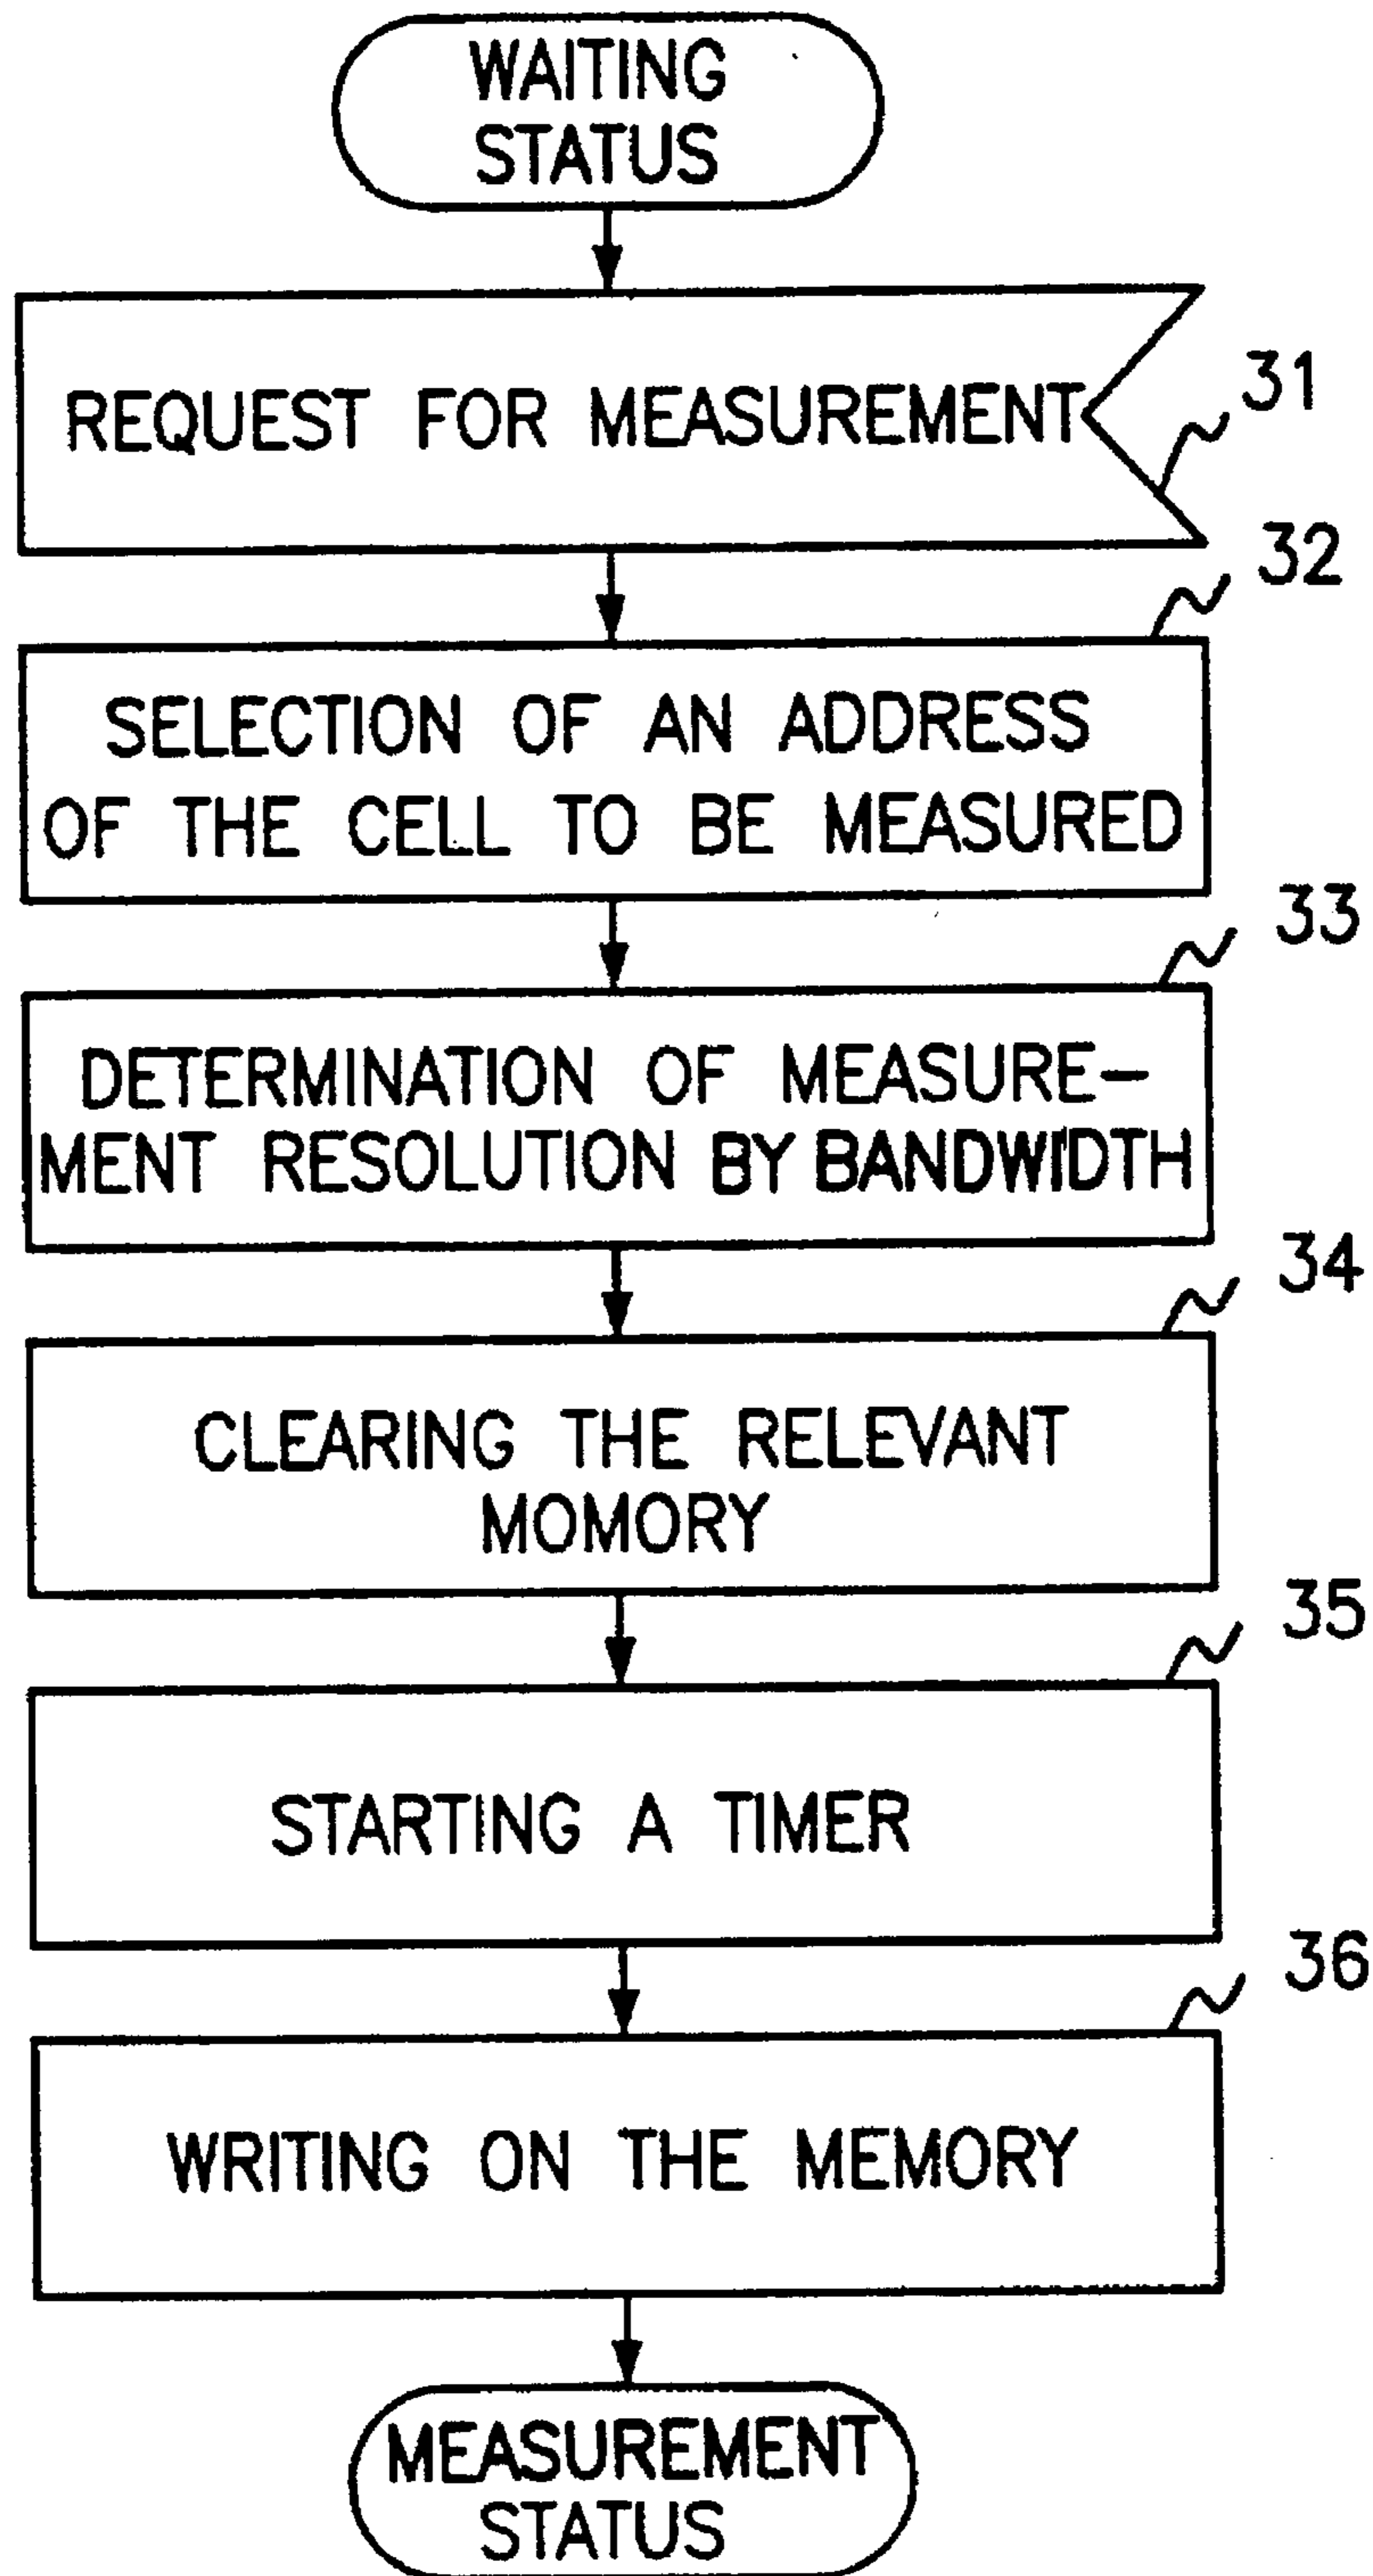 WAITING
STATUS
REQUEST FOR MEASUREMENT
31
32
SELECTION OF AN ADDRESS
OF THE CELL TO BE MEASURED
33
DETERMINATION OF MEASURE-
MENT RESOLUTION BY BANDWIDTH
34
CLEARING THE RELEVANT
MOMORY
35
STARTING A TIMER
36
WRITING ON THE MEMORY
MEASUREMENT
STATUS